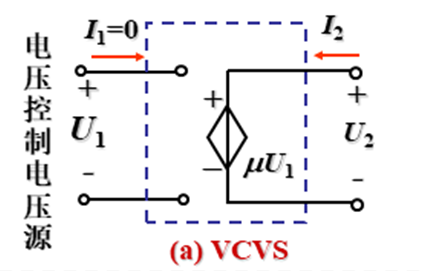 电压控制电压源
I₁=0
I₂
+
U₁
-
+
μU₁
−
+
U₂
-
(a) VCVS